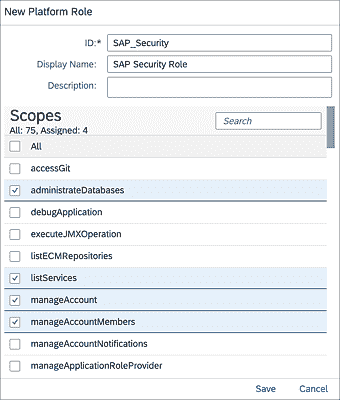 New Platform Role
ID:* SAP_Security
Display Name: SAP Security Role
Description:
Scopes
All: 75, Assigned: 4
Search
All
accessGit
administrateDatabases
debugApplication
executeJMXOperation
listECMRepositories
listServices
manageAccount
manageAccountMembers
manageAccountNotifications
manageApplicationRoleProvider
Save Cancel